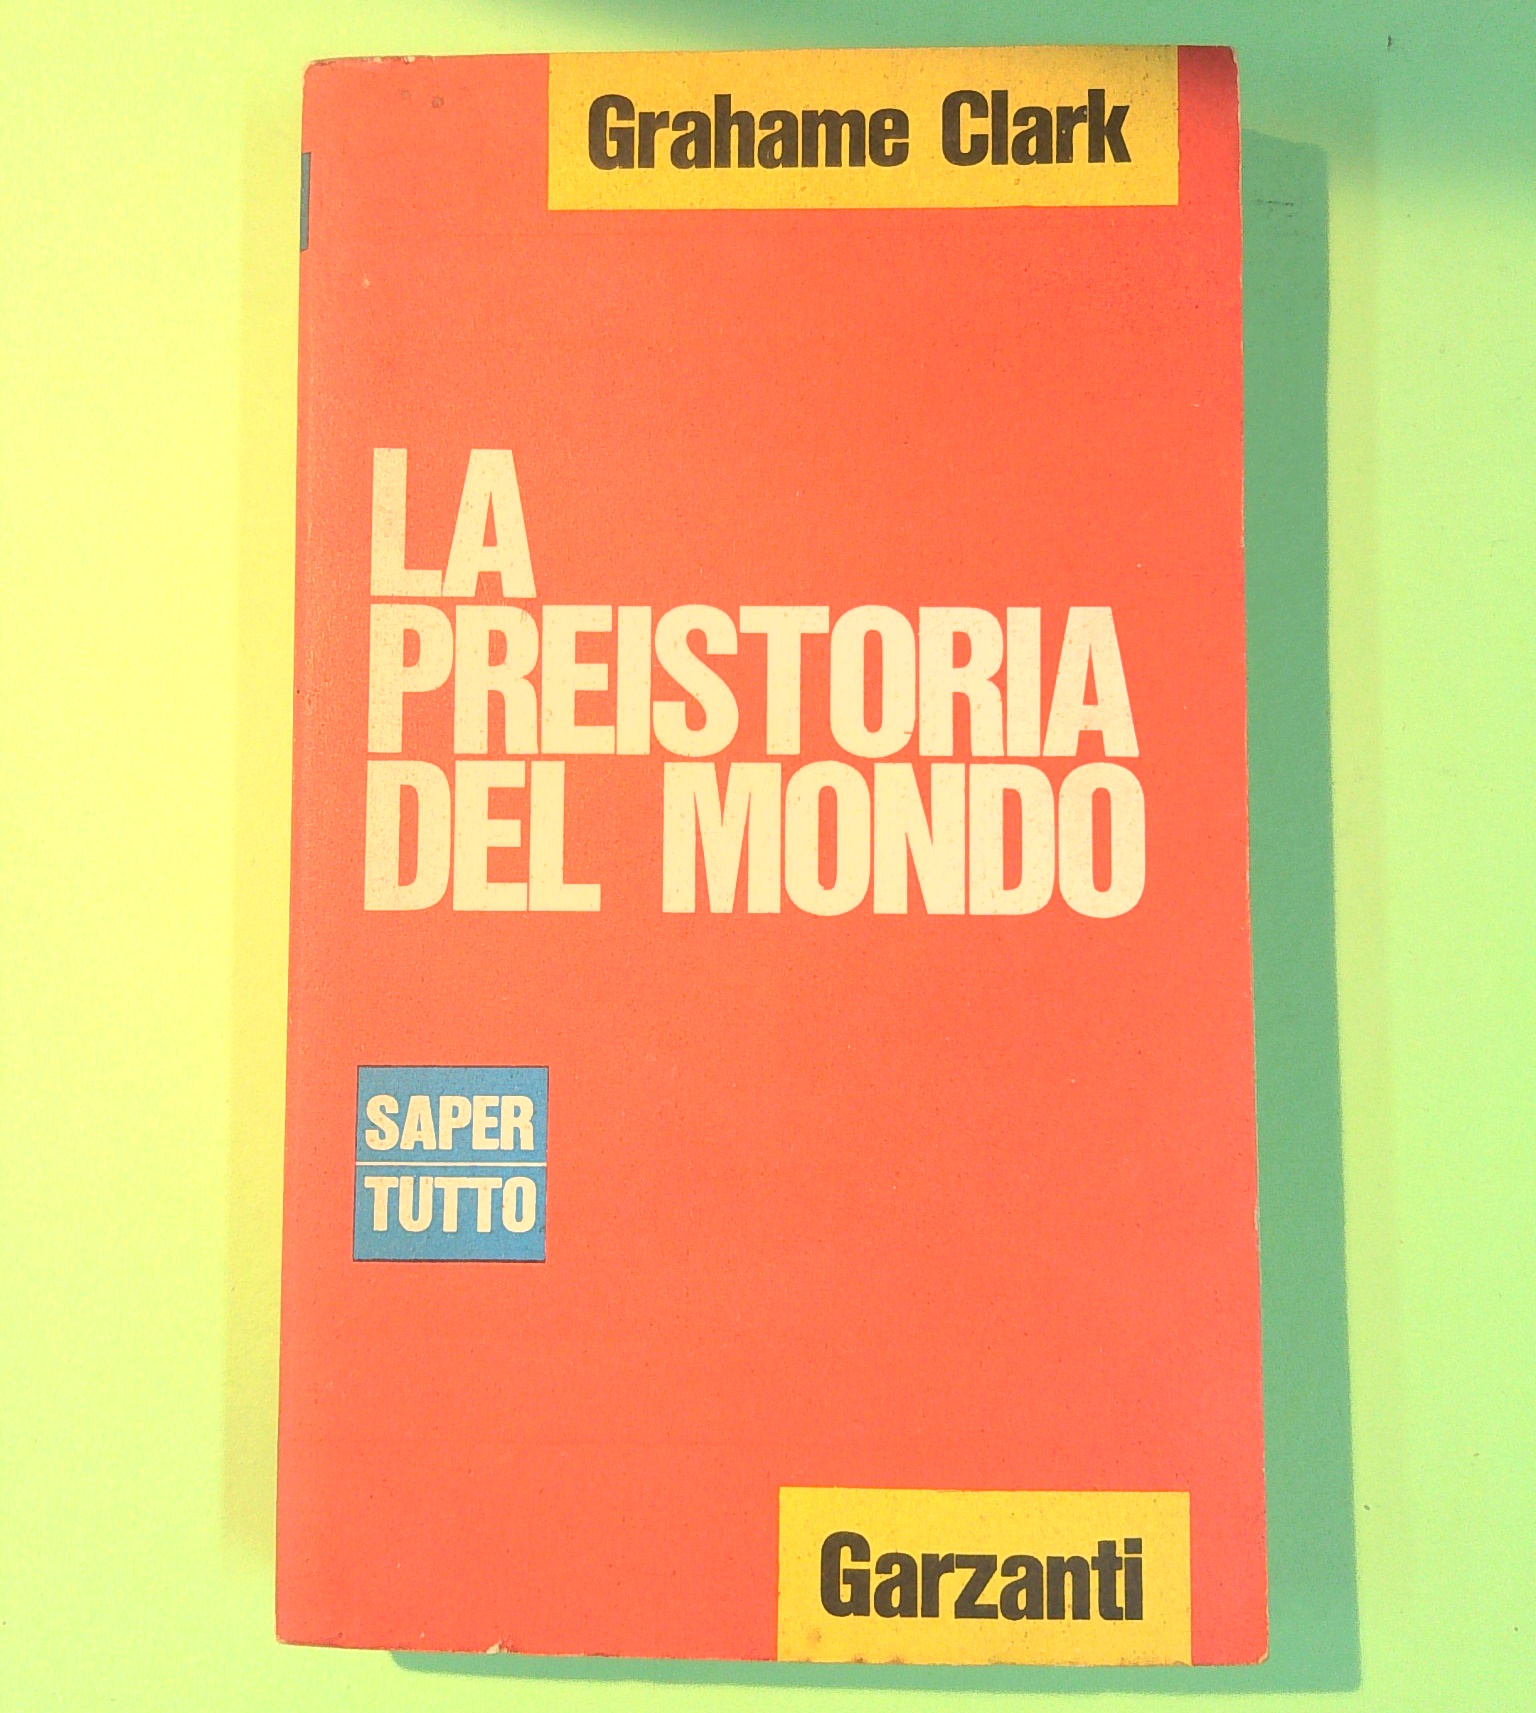 Grahame Clark
LA
PREISTORIA
DEL MONDO
SAPER
TUTTO
Garzanti